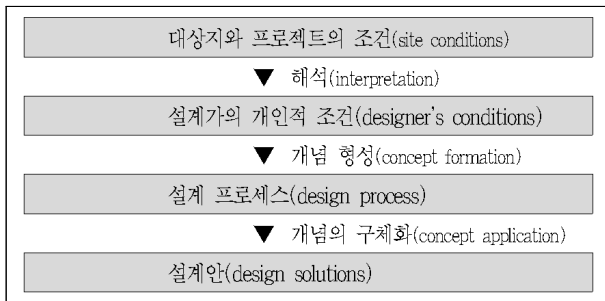 대상지와 프로젝트의 조건(site conditions)
▼ 해석(interpretation)
설계가의 개인적 조건(designer's conditions)
▼ 개념 형성(concept formation)
설계 프로세스(design process)
▼ 개념의 구체화(concept application)
설계안(design solutions)